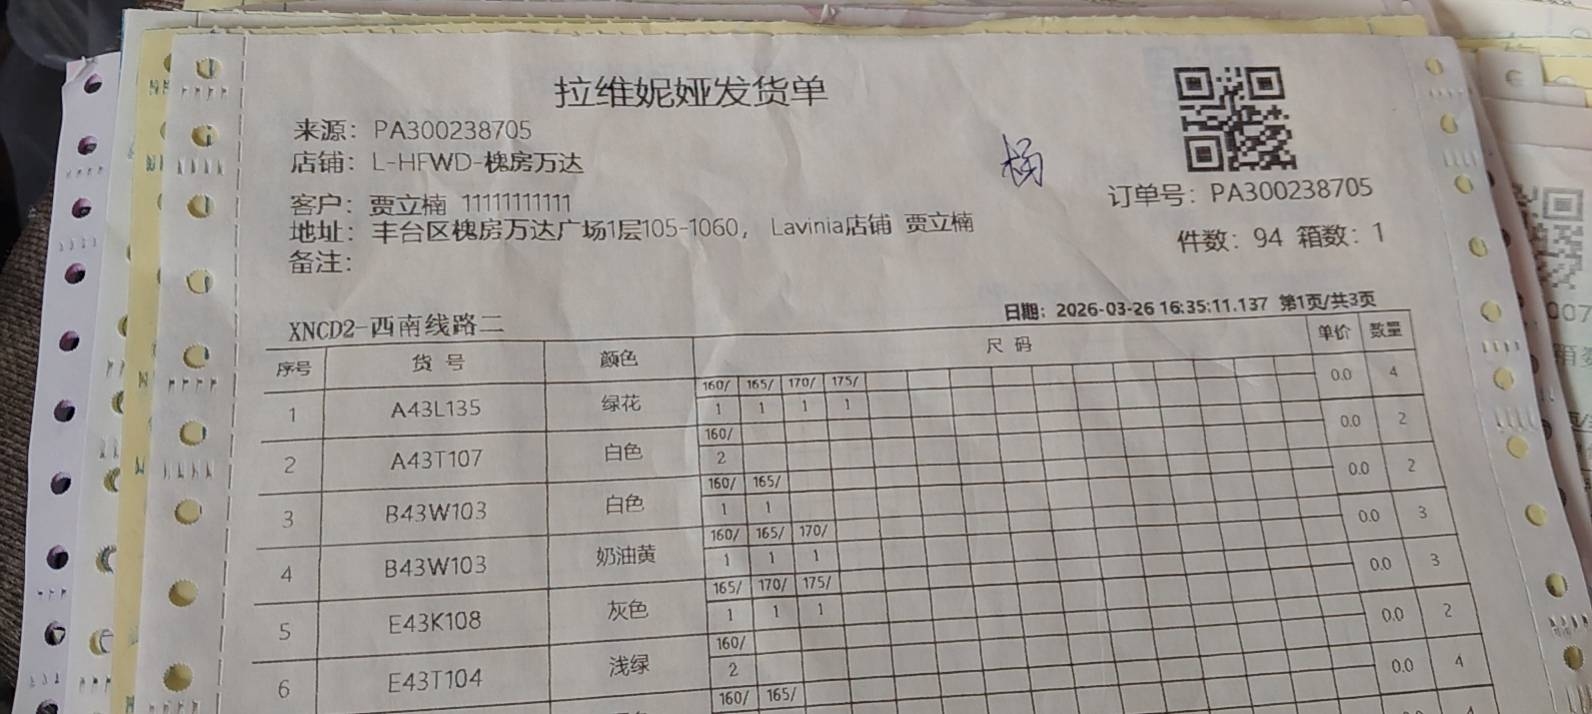 拉维妮娅发货单
来源： PA300238705
店铺： L-HFWD-槐房万达
客户： 贾立楠 11111111111
地址： 丰台区槐房万达广场1层105-1060， Lavinia店铺 贾立楠
备注：
订单号： PA300238705
件数： 94 箱数： 1
XNCD2-西南线路二
日期： 2026-03-26 16:35:11.137 第1页/共3页
序号 货号 颜色 尺码 单价 数量
160/ 165/ 170/ 175/
1 A43L135 绿花 1 1 1 1 0.0 4
160/
2 A43T107 白色 2 0.0 2
160/ 165/
3 B43W103 白色 1 1 0.0 2
160/ 165/ 170/
4 B43W103 奶油黄 1 1 1 0.0 3
165/ 170/ 175/
5 E43K108 灰色 1 1 1 0.0 3
160/
6 E43T104 浅绿 2 0.0 2
160/ 165/
0.0 4